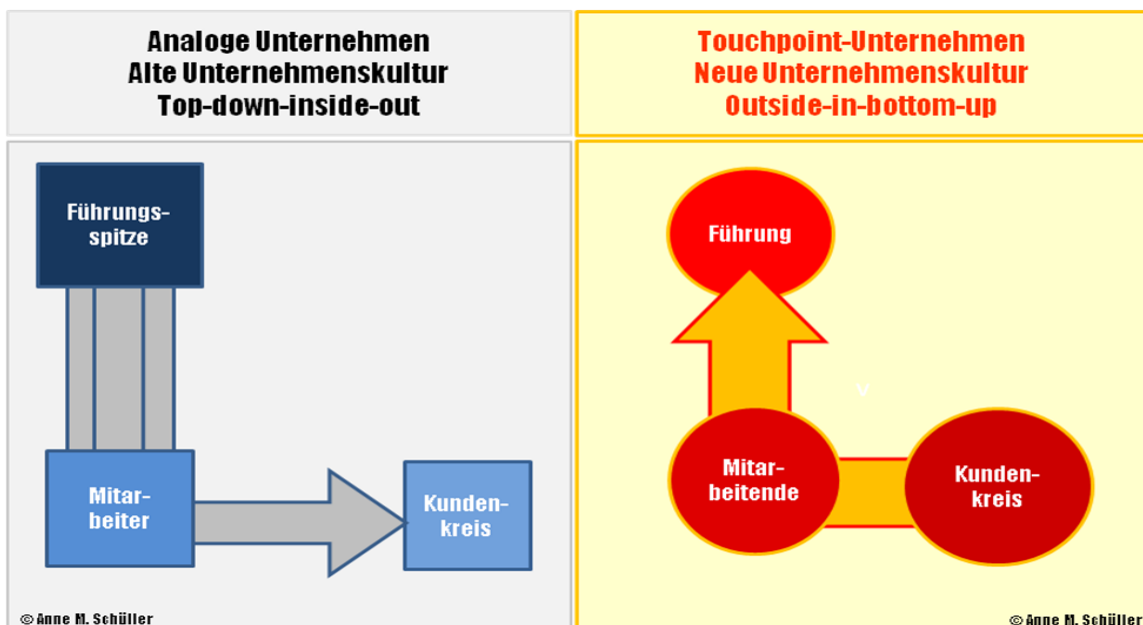 Analoge Unternehmen
Alte Unternehmenskultur
Top-down-inside-out
Touchpoint-Unternehmen
Neue Unternehmenskultur
Outside-in-bottom-up
Führungs-
spitze
Mitar-
beiter
Kunden-
kreis
© Anne M. Schüller
Führung
v
Mitar-
beitende
Kunden-
kreis
© Anne M. Schüller